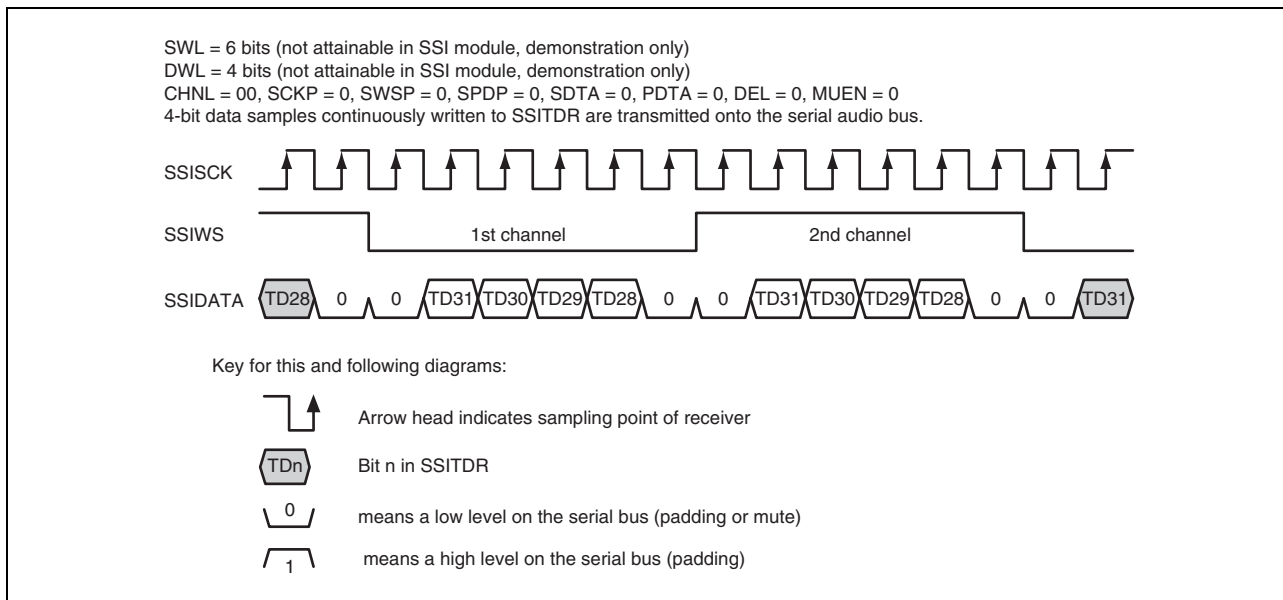 SWL = 6 bits (not attainable in SSI module, demonstration only)
DWL = 4 bits (not attainable in SSI module, demonstration only)
CHNL = 00, SCKP = 0, SWSP = 0, SPDP = 0, SDTA = 0, PDTA = 0, DEL = 0, MUEN = 0
4-bit data samples continuously written to SSITDR are transmitted onto the serial audio bus.
SSISCK
SSIWS 1st channel 2nd channel
SSIDATA TD28 0 0 TD31 TD30 TD29 TD28 0 0 TD31 TD30 TD29 TD28 0 0 TD31
Key for this and following diagrams:
Arrow head indicates sampling point of receiver
TDn Bit n in SSITDR
0 means a low level on the serial bus (padding or mute)
1 means a high level on the serial bus (padding)